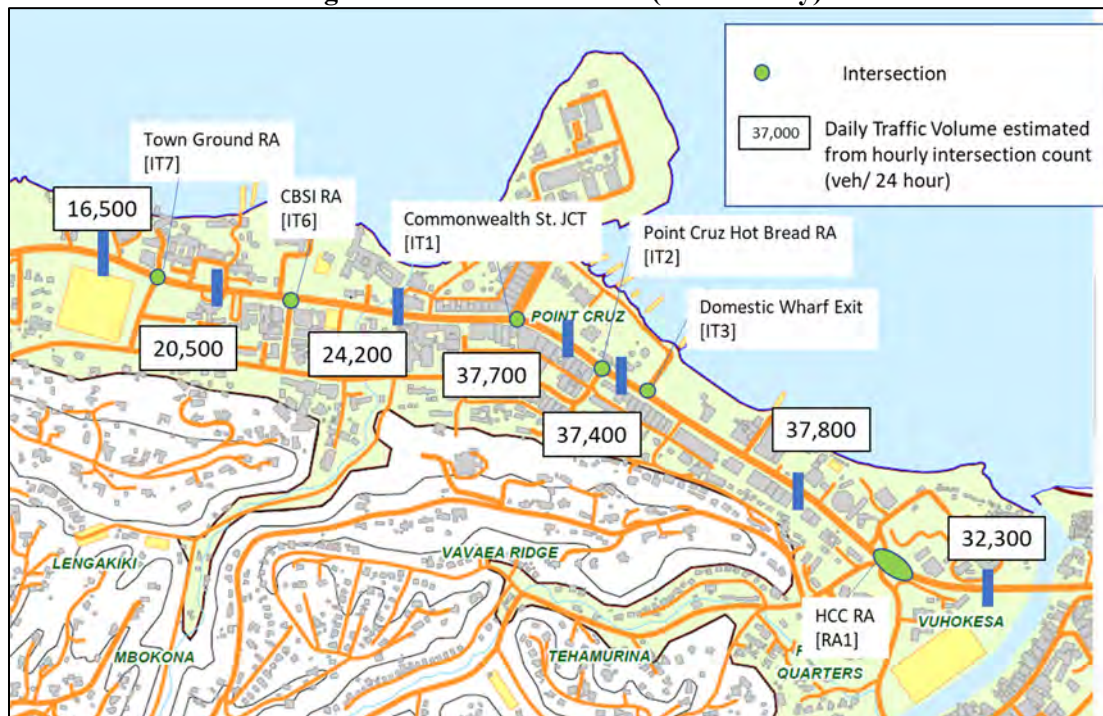 Intersection
37,000
Daily Traffic Volume estimated
from hourly intersection count
(veh/ 24 hour)
Town Ground RA
[IT7]
CBSI RA
[IT6]
Commonwealth St. JCT
[IT1]
Point Cruz Hot Bread RA
[IT2]
Domestic Wharf Exit
[IT3]
16,500
POINT CRUZ
20,500
24,200
37,700
37,400
37,800
32,300
LENGAKIKI
VAVAEA RIDGE
HCC RA
[RA1]
VUHOKESA
MBOKONA
TEHAMURINA
QUARTERS